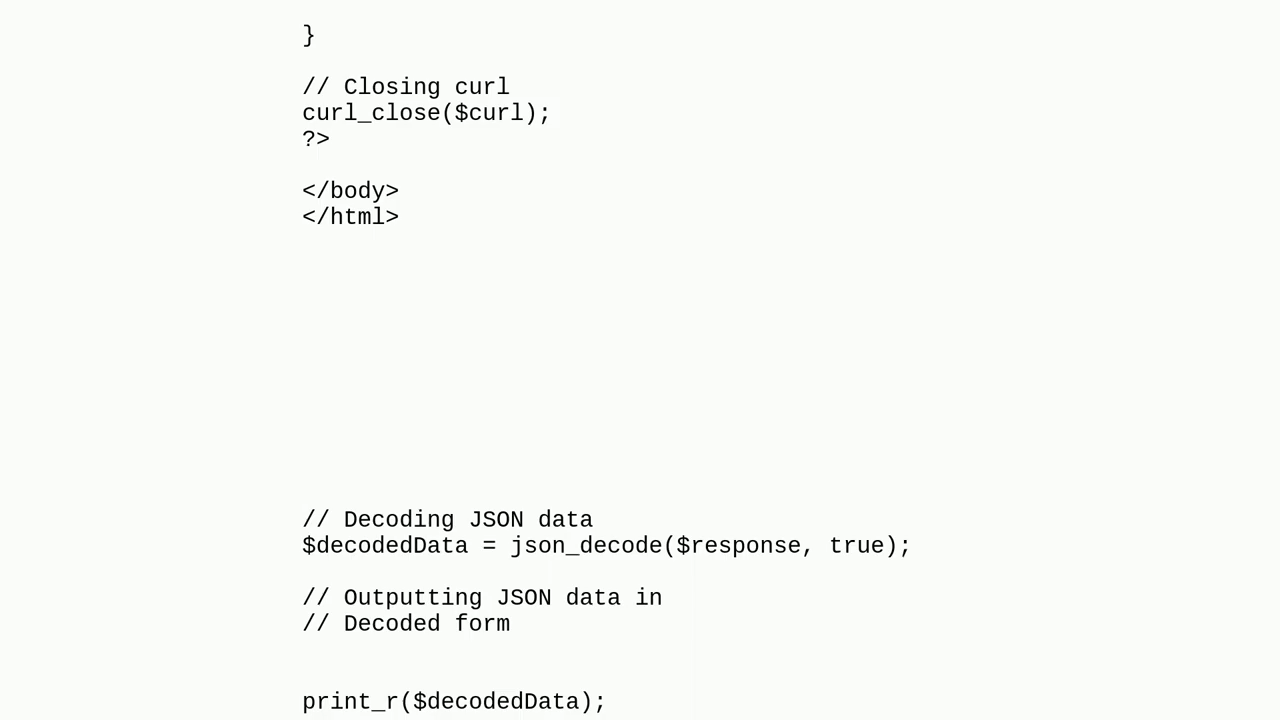 }
// Closing curl
curl_close($curl);
?>
</body>
</html>
// Decoding JSON data
$decodedData = json_decode($response, true);
// Outputting JSON data in
// Decoded form
print_r($decodedData);